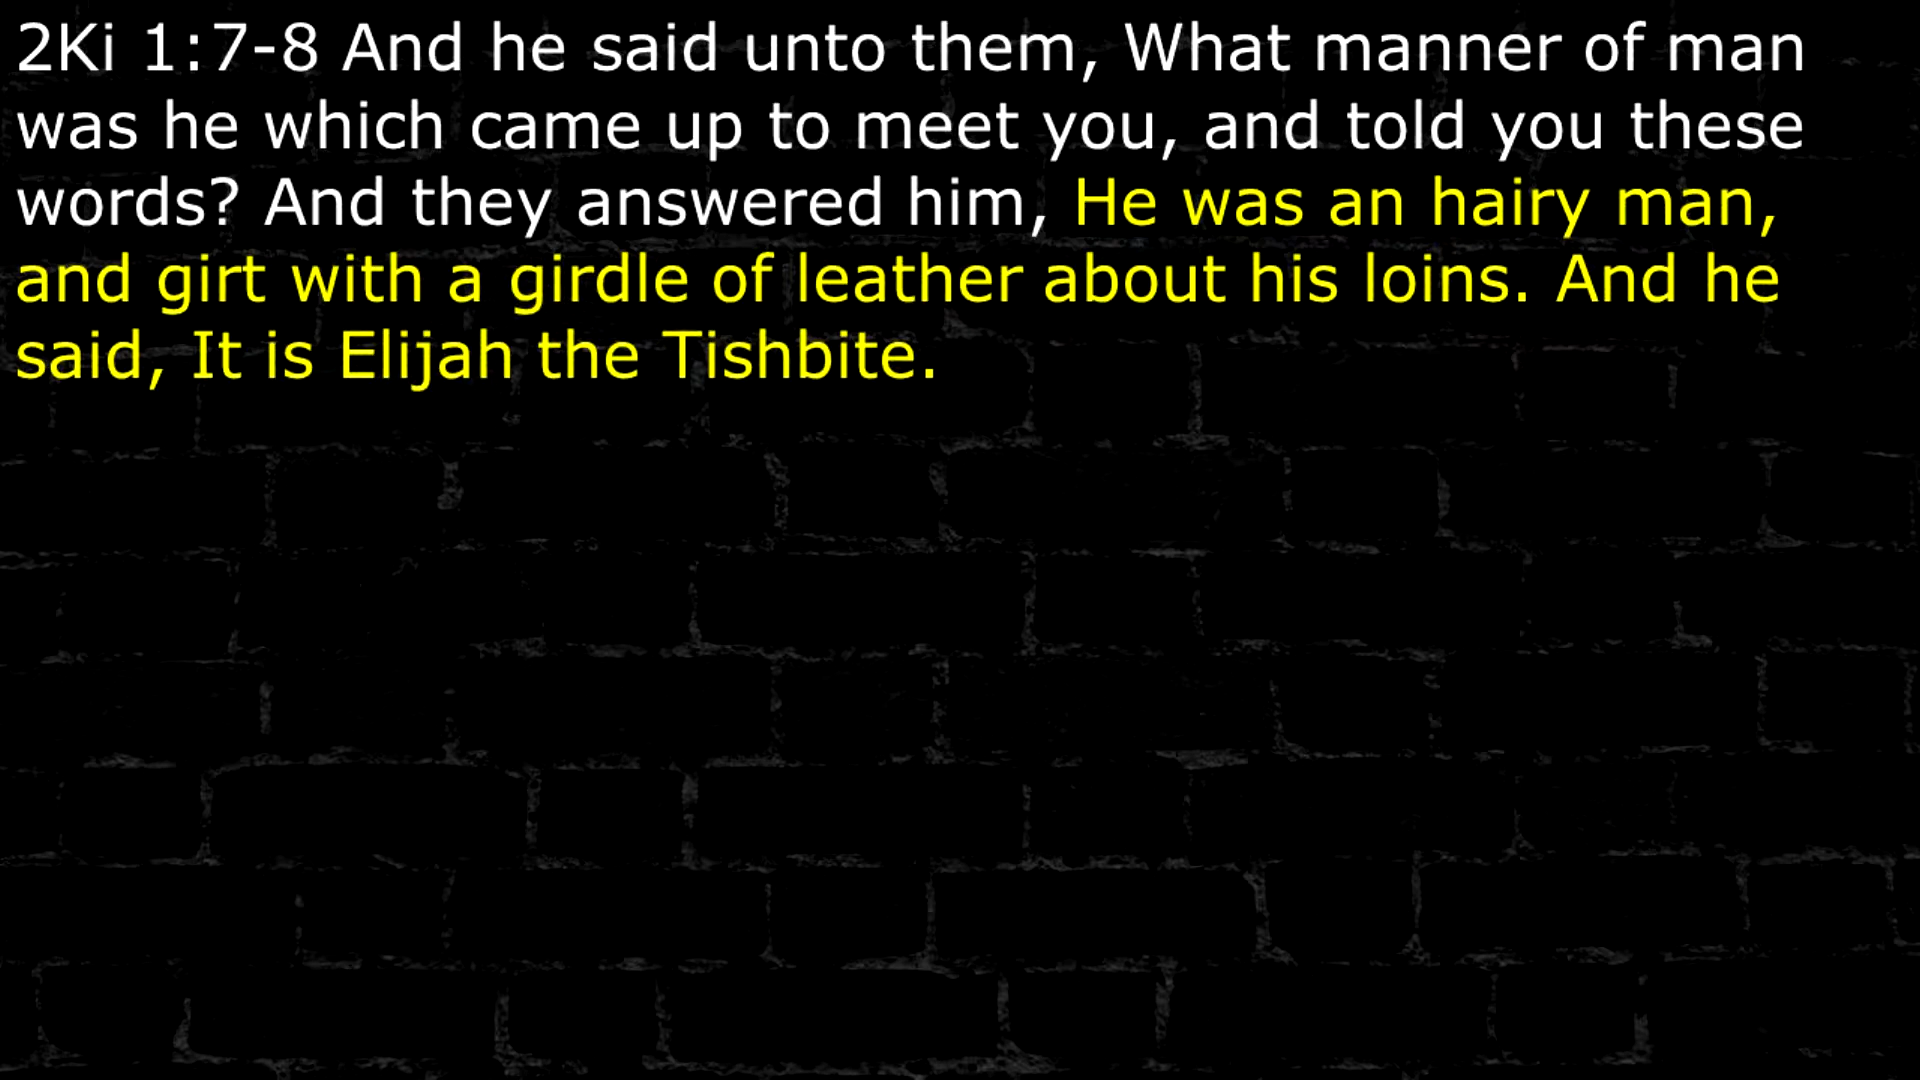 2Ki 1:7-8 And he said unto them, What manner of man
was he which came up to meet you, and told you these
words? And they answered him, He was an hairy man,
and girt with a girdle of leather about his loins. And he
said, It is Elijah the Tishbite.